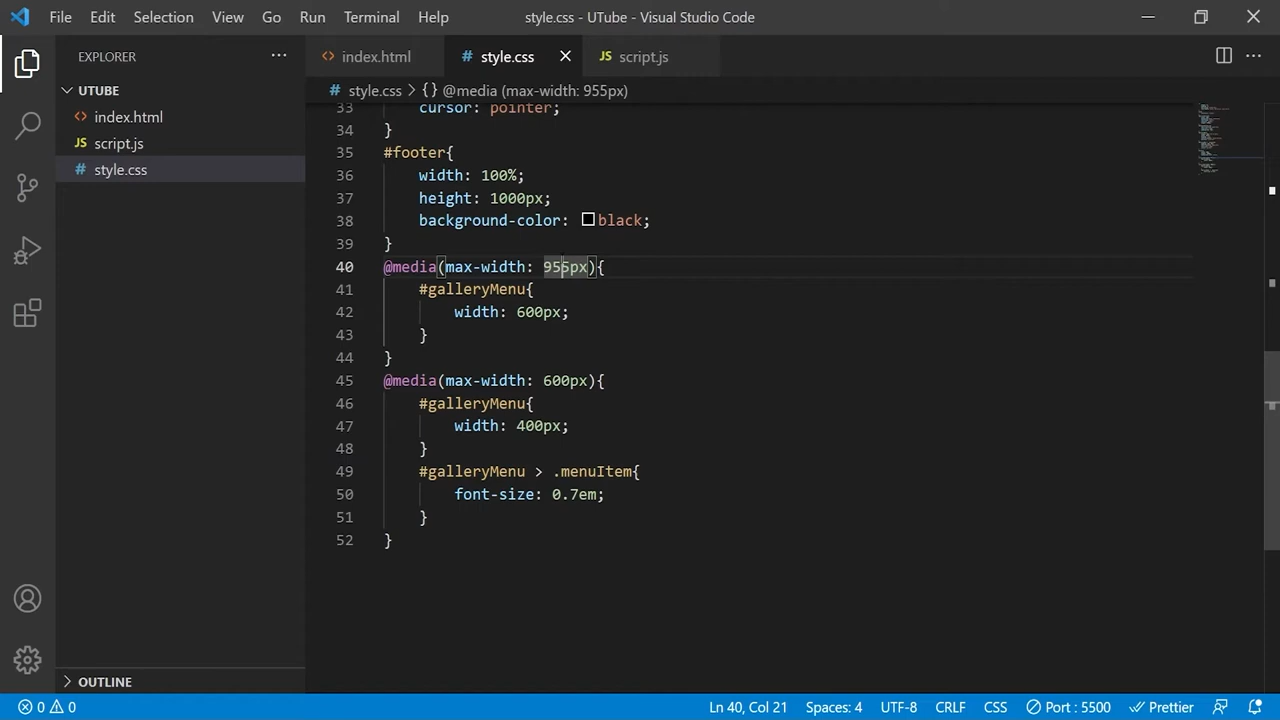 File Edit Selection View Go Run Terminal Help style.css - UTube - Visual Studio Code
EXPLORER
UTUBE
index.html
script.js
style.css
OUTLINE
index.html style.css script.js
style.css > {} @media (max-width: 955px)
33 cursor: pointer;
34 }
35 #footer{
36 width: 100%;
37 height: 1000px;
38 background-color: black;
39 }
40 @media(max-width: 955px){
41 #galleryMenu{
42 width: 600px;
43 }
44 }
45 @media(max-width: 600px){
46 #galleryMenu{
47 width: 400px;
48 }
49 #galleryMenu > .menuItem{
50 font-size: 0.7em;
51 }
52 }
0 0 Ln 40, Col 21 Spaces: 4 UTF-8 CRLF CSS Port : 5500 Prettier